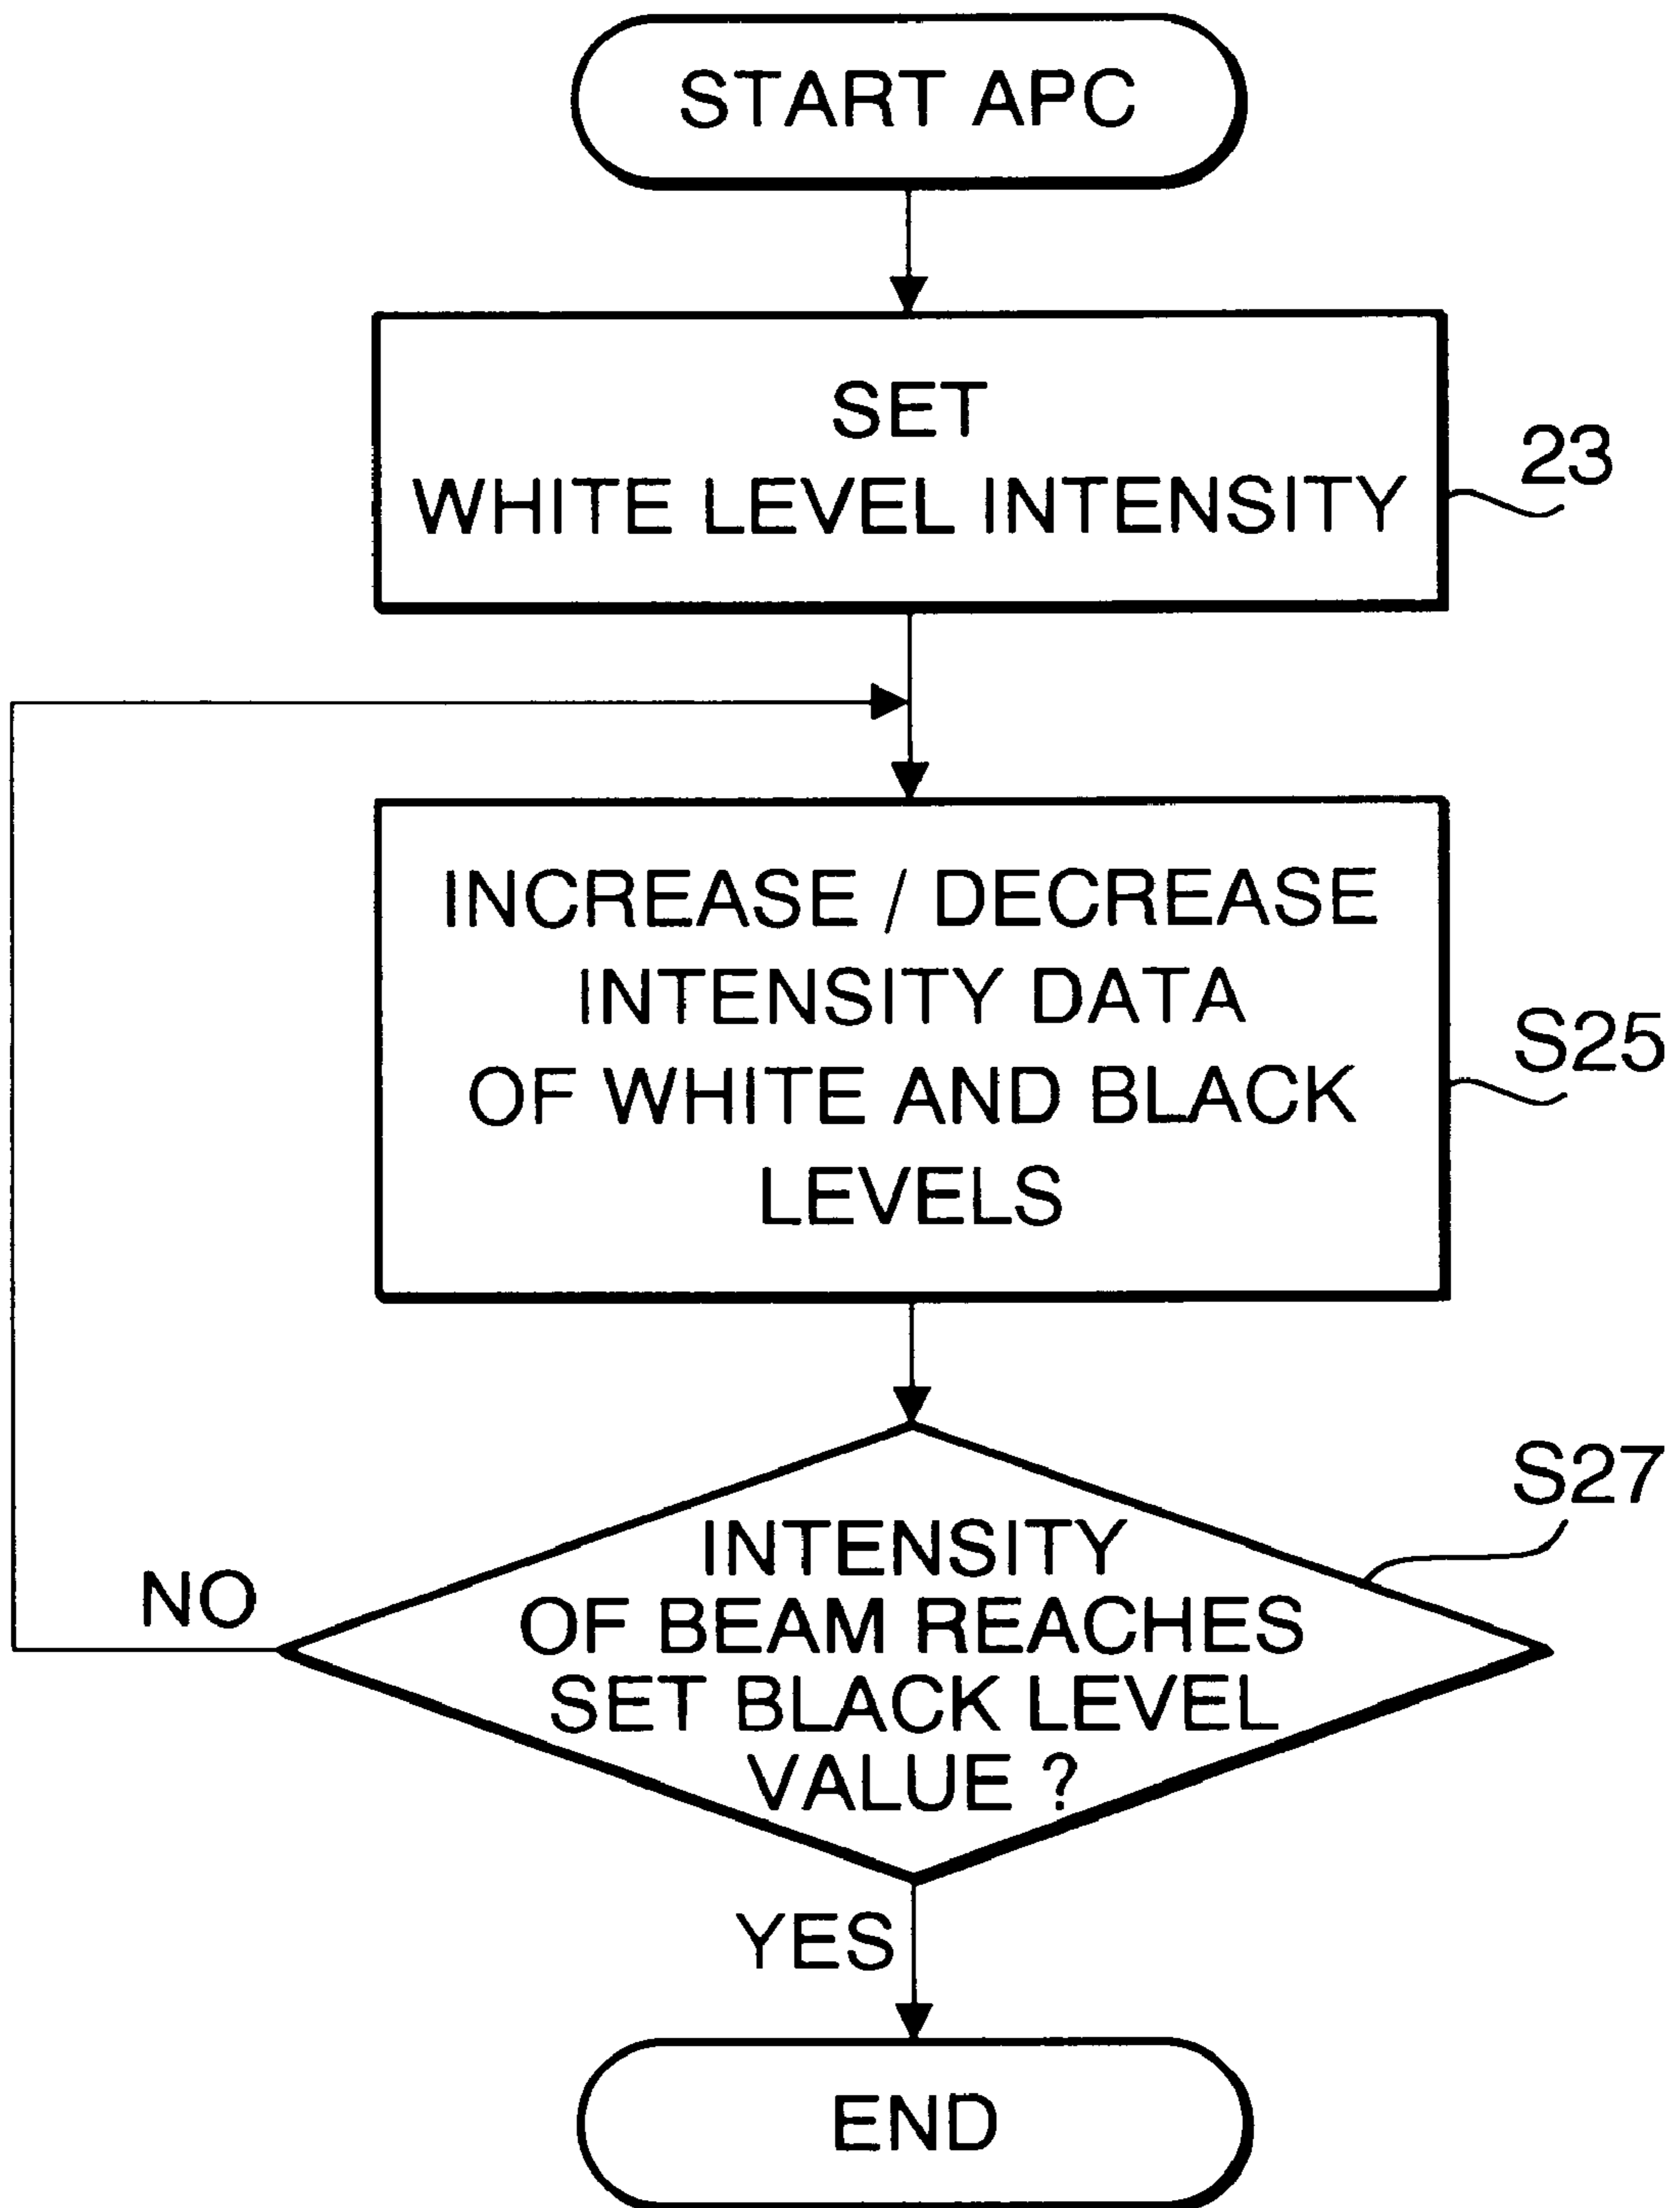 START APC
SET
WHITE LEVEL INTENSITY
23
INCREASE / DECREASE
INTENSITY DATA
OF WHITE AND BLACK
LEVELS
S25
INTENSITY
OF BEAM REACHES
SET BLACK LEVEL
VALUE ?
S27
NO
YES
END